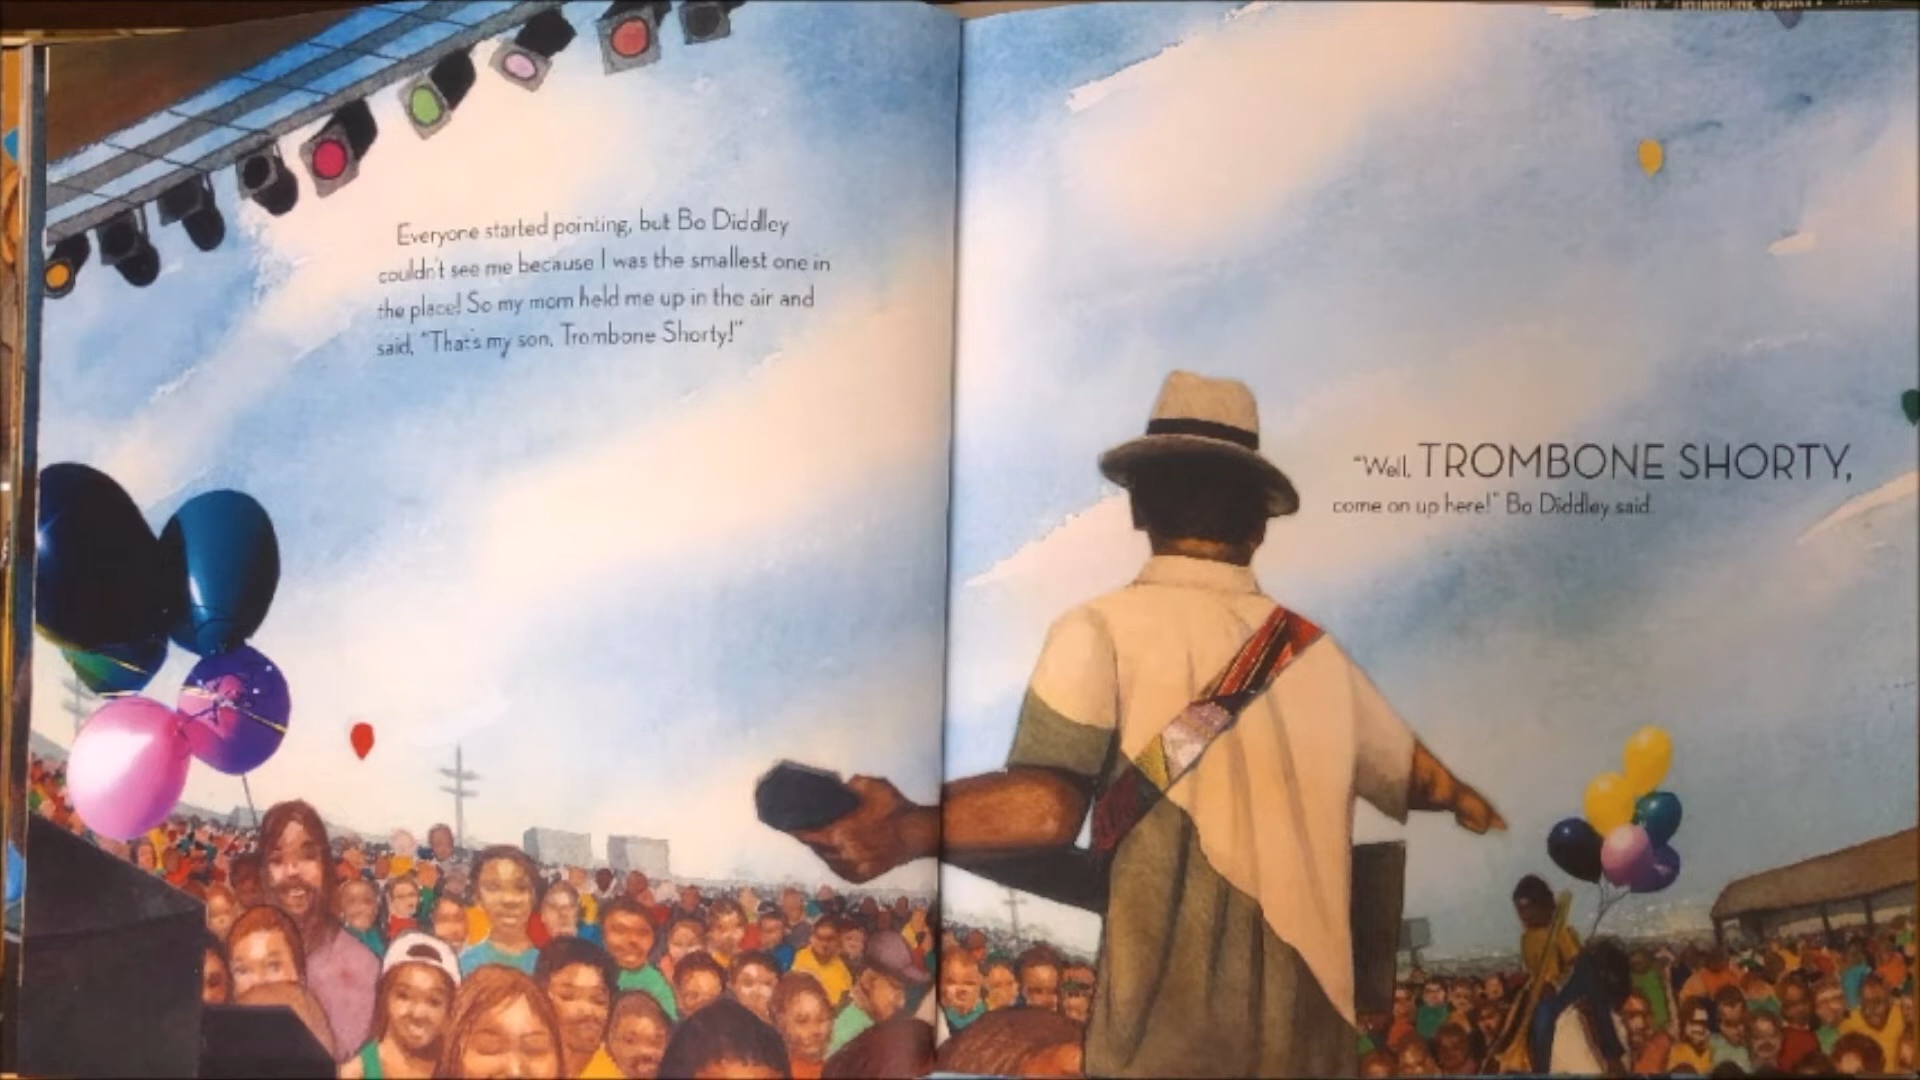 Everyone started pointing, but Bo Diddley
couldn't see me because I was the smallest one in
the place! So my mom held me up in the air and
said, "That's my son, Trombone Shorty!"
"Well, TROMBONE SHORTY,
come on up here!" Bo Diddley said.